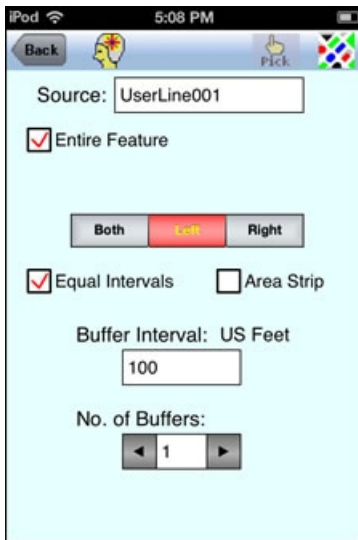 iPod 5:08 PM
Back Pick
Source: UserLine001
Entire Feature
Both Left Right
Equal Intervals Area Strip
Buffer Interval: US Feet
100
No. of Buffers:
1